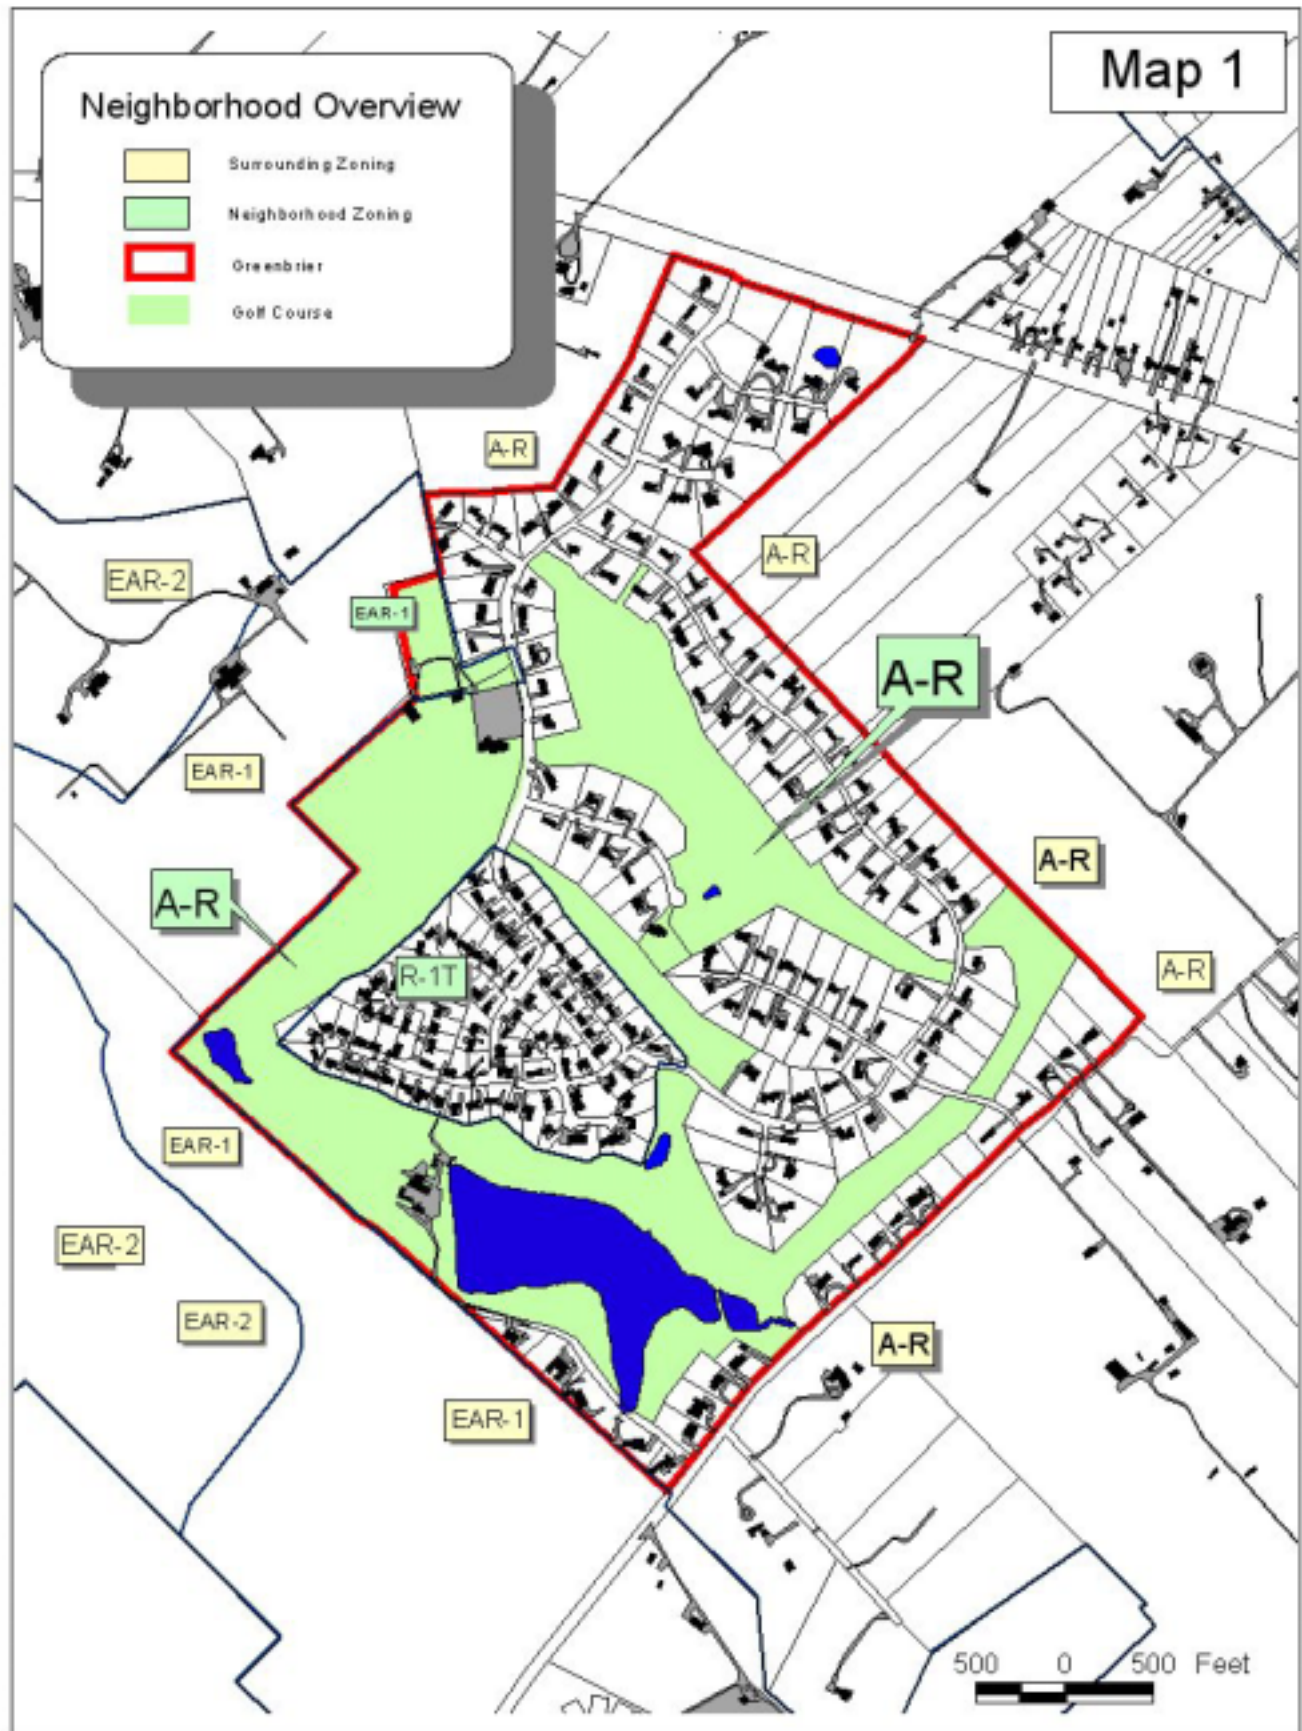 Map 1
Neighborhood Overview
Surrounding Zoning
Neighborhood Zoning
Greenbrier
Golf Course
A-R
A-R
EAR-2
EAR-1
A-R
EAR-1
A-R
A-R
R-1T
A-R
EAR-1
EAR-2
EAR-2
A-R
EAR-1
500 0 500 Feet